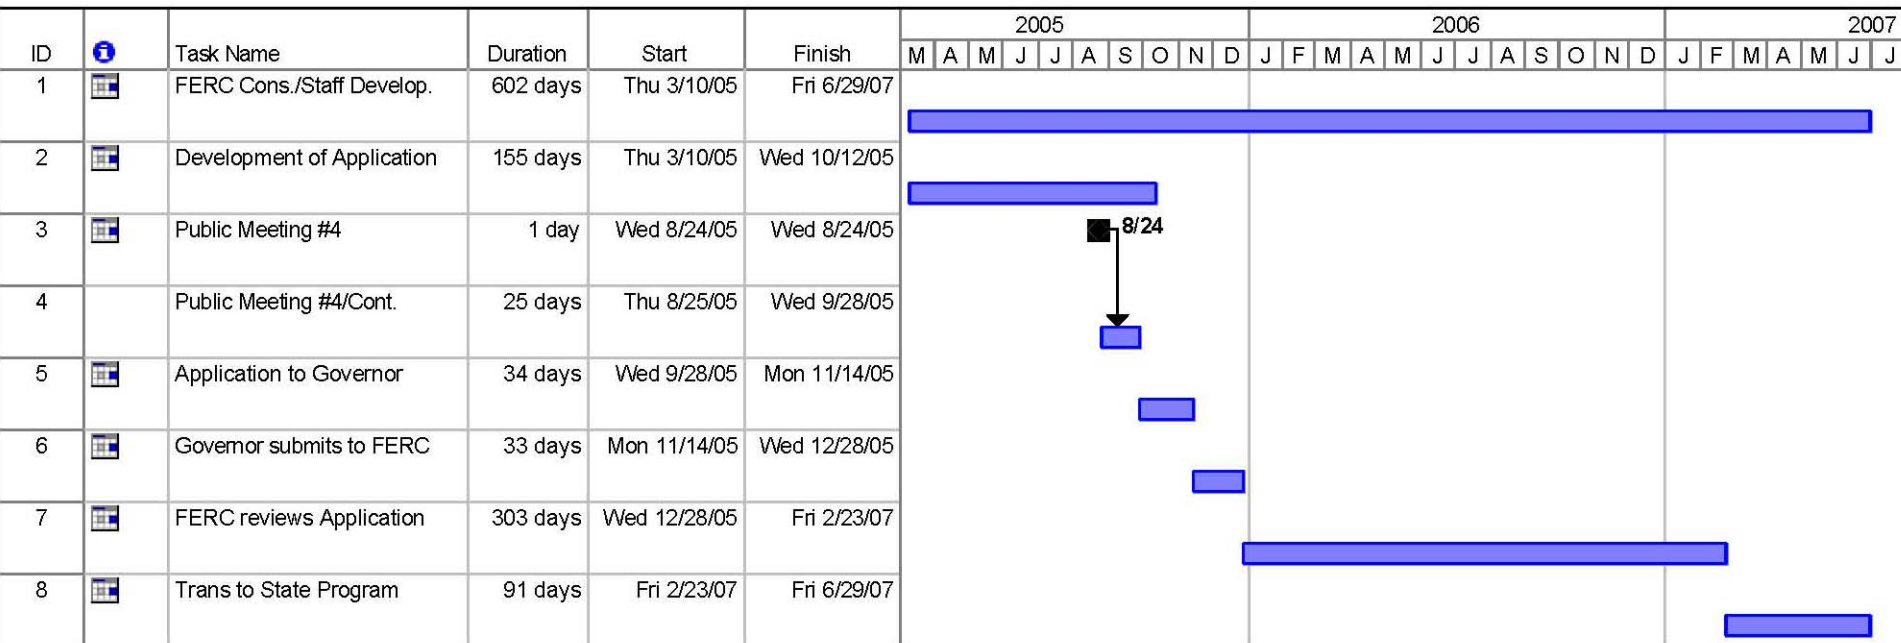 2005 2006 2007
ID i Task Name Duration Start Finish M A M J J A S O N D J F M A M J J A S O N D J F M A M J J
1 FERC Cons./Staff Develop. 602 days Thu 3/10/05 Fri 6/29/07
2 Development of Application 155 days Thu 3/10/05 Wed 10/12/05
3 Public Meeting #4 1 day Wed 8/24/05 Wed 8/24/05 8/24
4 Public Meeting #4/Cont. 25 days Thu 8/25/05 Wed 9/28/05
5 Application to Governor 34 days Wed 9/28/05 Mon 11/14/05
6 Governor submits to FERC 33 days Mon 11/14/05 Wed 12/28/05
7 FERC reviews Application 303 days Wed 12/28/05 Fri 2/23/07
8 Trans to State Program 91 days Fri 2/23/07 Fri 6/29/07